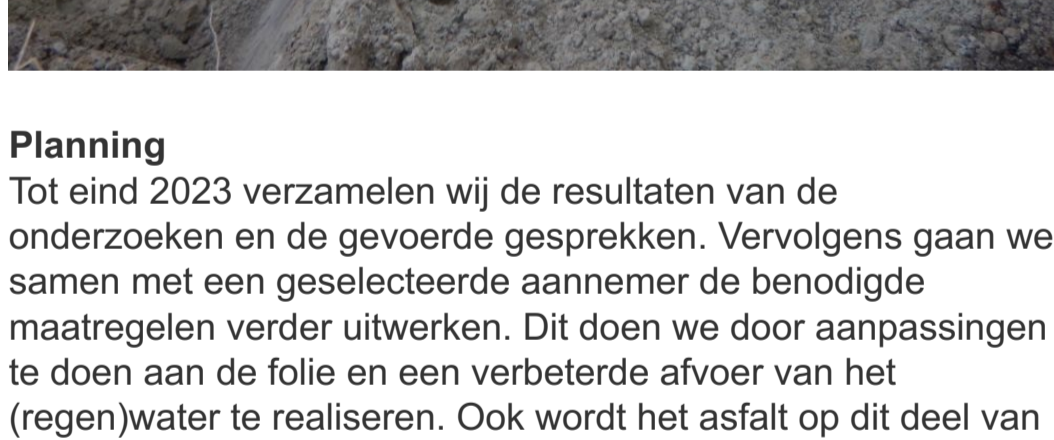 Planning
Tot eind 2023 verzamelen wij de resultaten van de
onderzoeken en de gevoerde gesprekken. Vervolgens gaan we
samen met een geselecteerde aannemer de benodigde
maatregelen verder uitwerken. Dit doen we door aanpassingen
te doen aan de folie en een verbeterde afvoer van het
(regen)water te realiseren. Ook wordt het asfalt op dit deel van